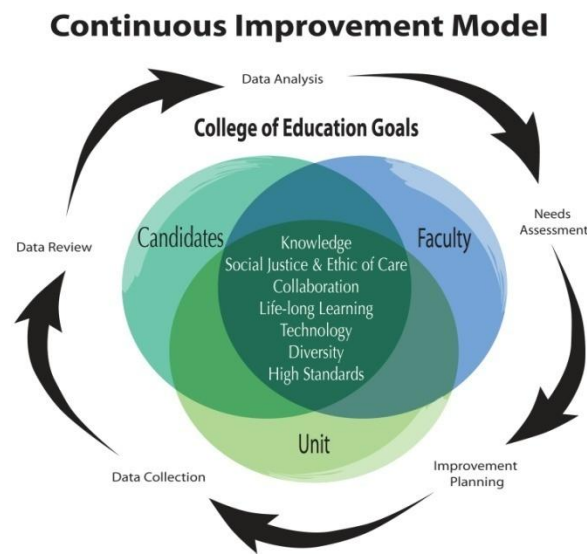 Continuous Improvement Model
Data Analysis
College of Education Goals
Needs
Assessment
Data Review
Candidates
Faculty
Knowledge
Social Justice & Ethic of Care
Collaboration
Life-long Learning
Technology
Diversity
High Standards
Unit
Data Collection
Improvement
Planning